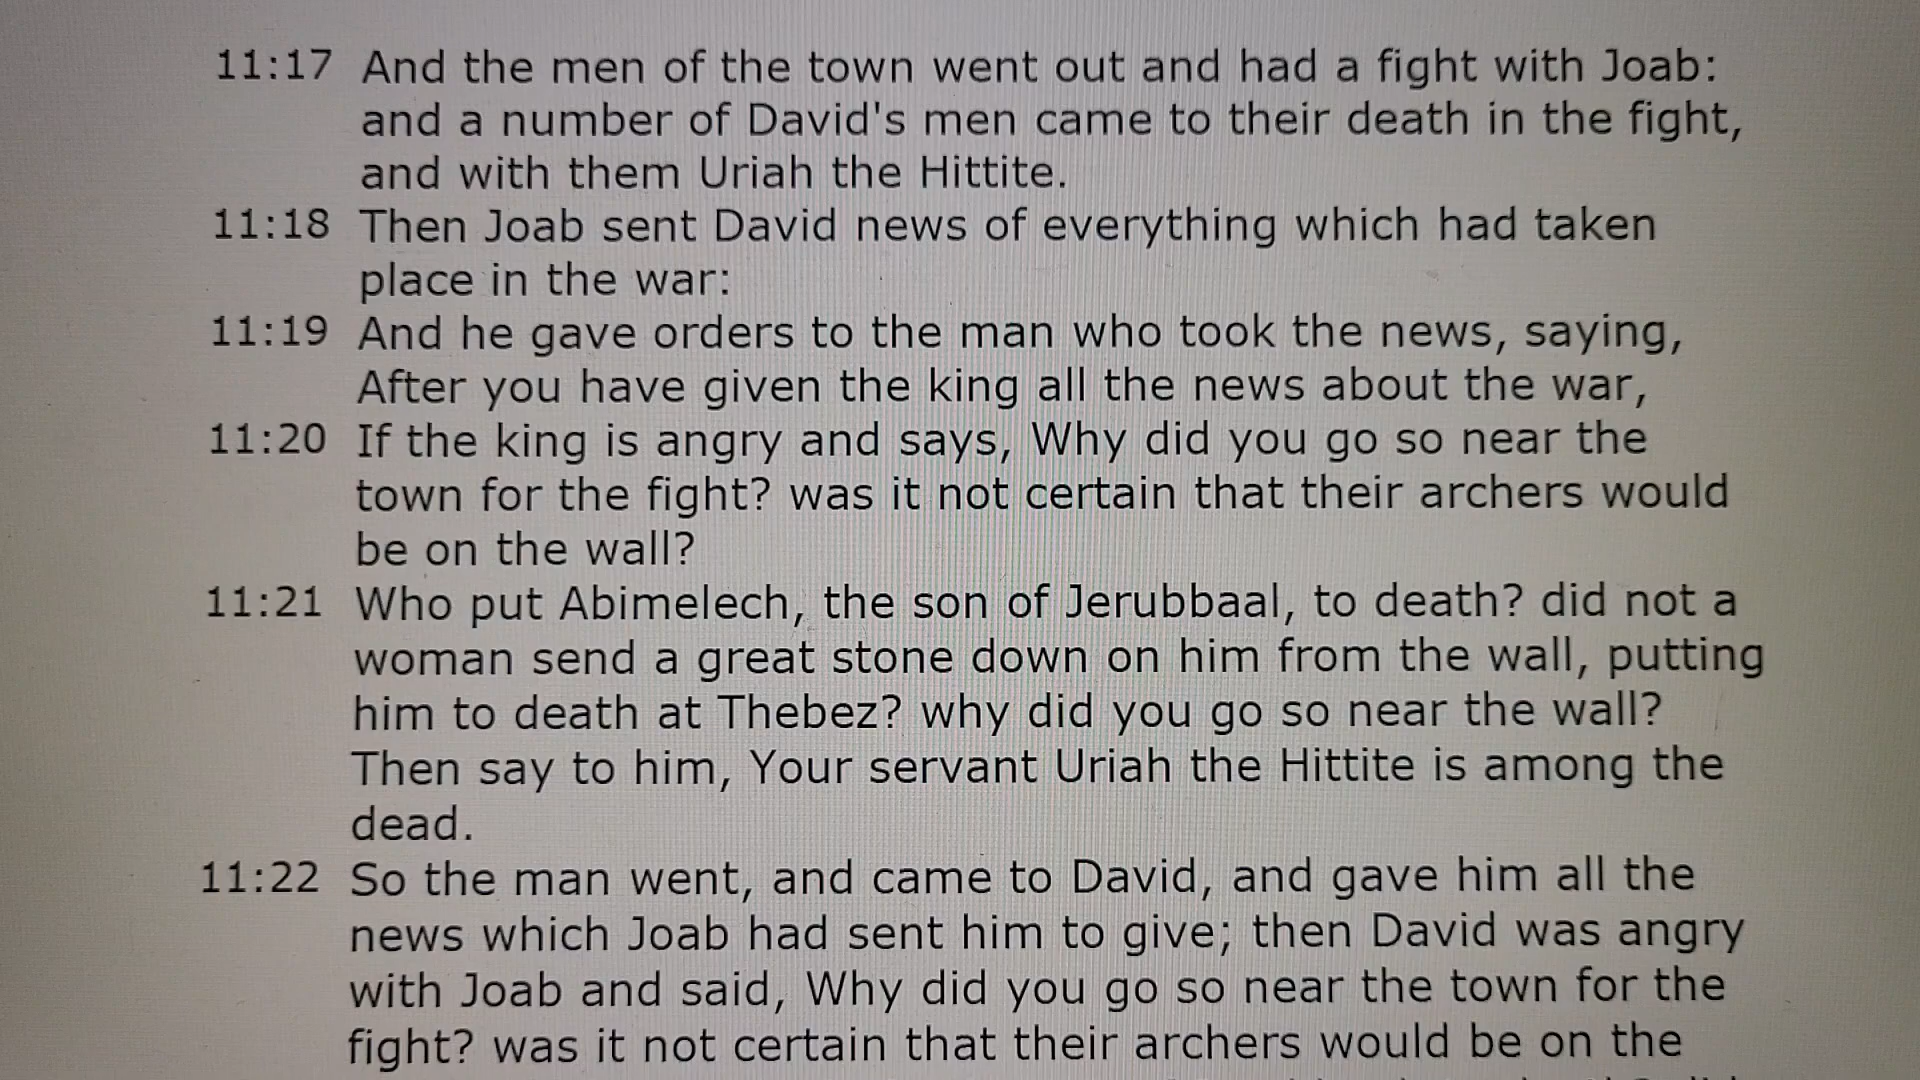 11:17 And the men of the town went out and had a fight with Joab:
and a number of David's men came to their death in the fight,
and with them Uriah the Hittite.
11:18 Then Joab sent David news of everything which had taken
place in the war:
11:19 And he gave orders to the man who took the news, saying,
After you have given the king all the news about the war,
11:20 If the king is angry and says, Why did you go so near the
town for the fight? was it not certain that their archers would
be on the wall?
11:21 Who put Abimelech, the son of Jerubbaal, to death? did not a
woman send a great stone down on him from the wall, putting
him to death at Thebez? why did you go so near the wall?
Then say to him, Your servant Uriah the Hittite is among the
dead.
11:22 So the man went, and came to David, and gave him all the
news which Joab had sent him to give; then David was angry
with Joab and said, Why did you go so near the town for the
fight? was it not certain that their archers would be on the